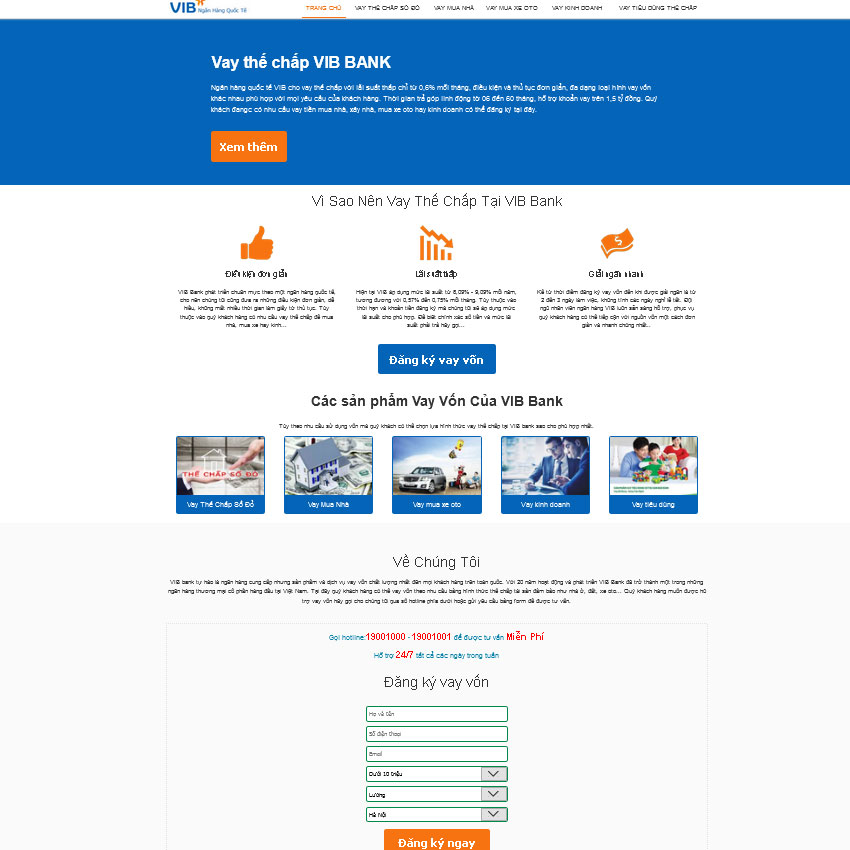 VIB Ngân Hàng Quốc Tế
TRANG CHỦ VAY THẾ CHẤP SỔ ĐỎ VAY MUA NHÀ VAY MUA XE OTO VAY KINH DOANH VAY TIÊU DÙNG THẾ CHẤP
Vay thế chấp VIB BANK
Ngân hàng quốc tế VIB cho vay thế chấp với lãi suất thấp chỉ từ 0,6% mỗi tháng, điều kiện và thủ tục đơn giản, đa dạng loại hình vay vốn
khác nhau phù hợp với mọi yêu cầu của khách hàng. Thời gian trả góp linh động từ 06 đến 60 tháng, hỗ trợ khoản vay trên 1,5 tỷ đồng. Quý
khách đangc có nhu cầu vay tiền mua nhà, xây nhà, mua xe oto hay kinh doanh có thể đăng ký tại đây.
Xem thêm
Vì Sao Nên Vay Thế Chấp Tại VIB Bank
Điều kiện đơn giản
Lãi suất thấp
Giải ngân nhanh
VIB Bank phát triển chuẩn mực theo một ngân hàng quốc tế,
cho nên chúng tôi cũng đưa ra những điều kiện đơn giản, dễ
hiểu, không mất nhiều thời gian làm giấy từ thủ tục. Tùy
thuộc vào quý khách hàng có nhu cầu vay thế chấp để mua
nhà, mua xe hay kinh...
Hiện tại VIB áp dụng mức lãi suất từ 6,09% - 9,09% mỗi năm,
tương đương với 0,57% đến 0,75% mỗi tháng. Tùy thuộc vào
thời hạn và khoản tiền đăng ký mà chúng tôi sẽ áp dụng mức
lãi suất cho phù hợp. Để biết chính xác số tiền và mức lãi
suất phải trả hãy gọi...
Kể từ thời điểm đăng ký vay vốn đến khi được giải ngân là từ
2 đến 3 ngày làm việc, không tính các ngày nghỉ lễ tết. Đội
ngũ nhân viên ngân hàng VIB luôn sẵn sàng hỗ trợ, phục vụ
quý khách hàng có thể tiếp cận với nguồn vốn một cách đơn
giản và nhanh chóng nhất...
Đăng ký vay vốn
Các sản phẩm Vay Vốn Của VIB Bank
Tùy theo nhu cầu sử dụng vốn mà quý khách có thể chọn lựa hình thức vay thế chấp tại VIB bank sao cho phù hợp nhất.
THẾ CHẤP SỔ ĐỎ
Vay Thế Chấp Sổ Đỏ
Vay Mua Nhà
Vay mua xe oto
Vay kinh doanh
Vay tiêu dùng
Về Chúng Tôi
VIB bank tự hào là ngân hàng cung cấp nhưng sản phẩm và dịch vụ vay vốn chất lượng nhất đến mọi khách hàng trên toàn quốc. Với 20 năm hoạt động và phát triển VIB Bank đã trở thành một trong những
ngân hàng thương mại cổ phần hàng đầu tại Việt Nam. Tại đây quý khách hàng có thể vay vốn theo nhu cầu bằng hình thức thế chấp tài sản đảm bảo như nhà ở, đất, xe oto... Quý khách hàng muốn được hỗ
trợ vay vốn hãy gọi cho chúng tôi qua số hotline phía dưới hoặc gửi yêu cầu bằng form để được tư vấn.
Gọi hotline:19001000 - 19001001 để được tư vấn Miễn Phí
Hỗ trợ 24/7 tất cả các ngày trong tuần
Đăng ký vay vốn
Họ và tên
Số điện thoại
Email
Dưới 10 triệu
Lương
Hà Nội
Đăng ký ngay